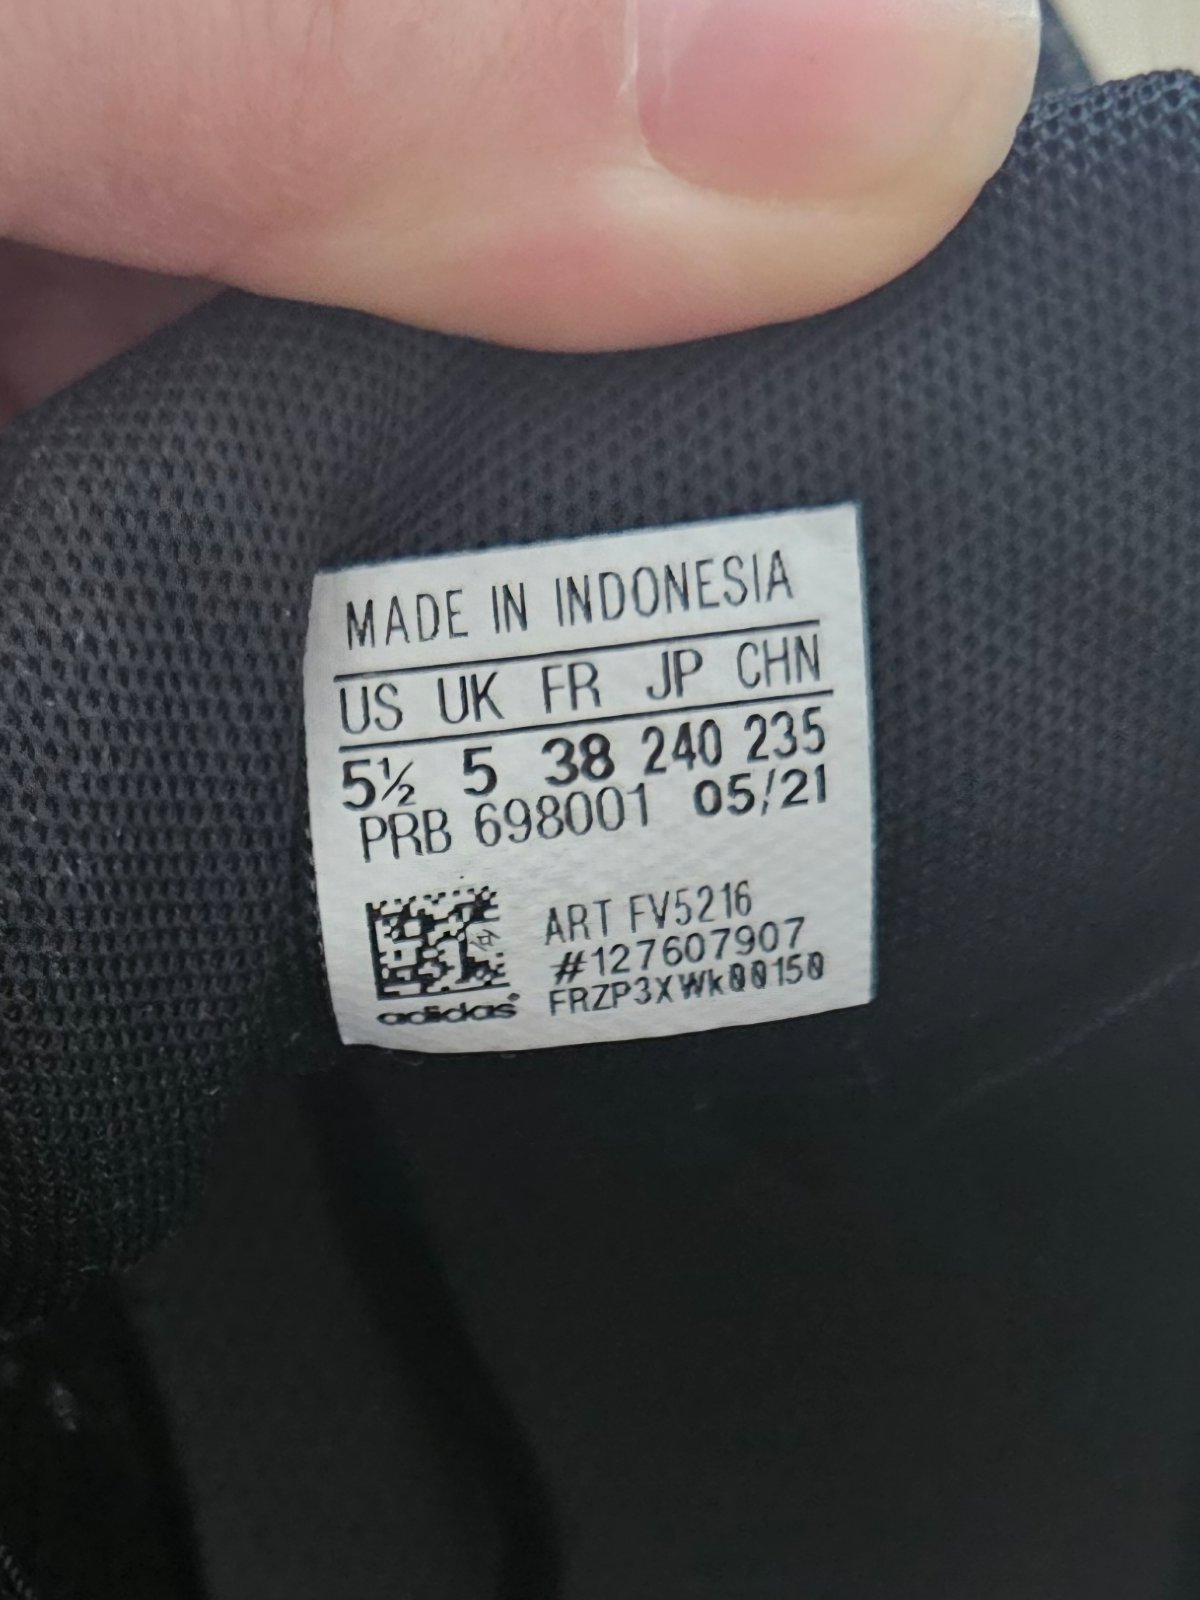 MADE IN INDONESIA
US UK FR JP CHN
5½ 5 38 240 235
PRB 698001 05/21
ART FV5216
#127607907
FRZP3XWk00150
adidas